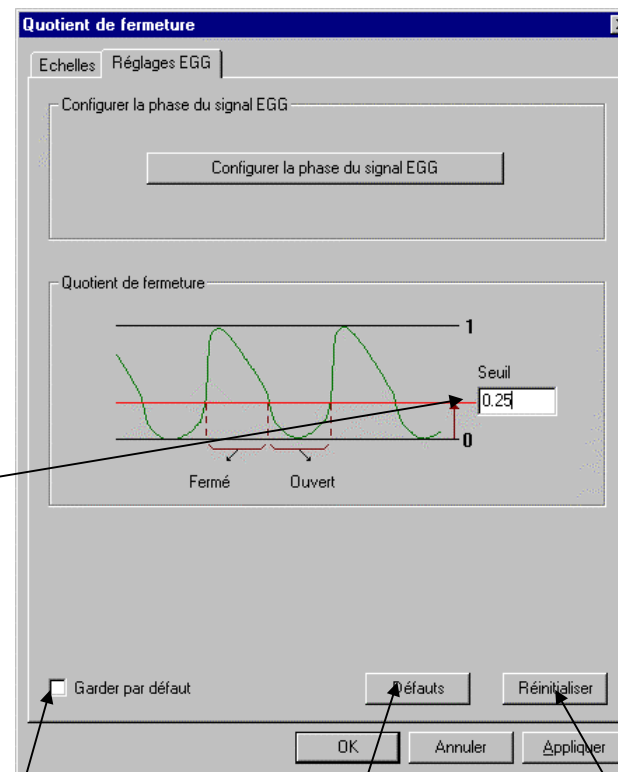 Quotient de fermeture
Echelles Réglages EGG
Configurer la phase du signal EGG
Configurer la phase du signal EGG
Quotient de fermeture
1
Seuil
0.25
0
Fermé Ouvert
Garder par défaut Défauts Réinitialiser
OK Annuler Appliquer